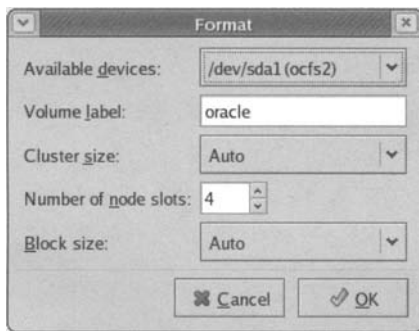 Format
Available devices: /dev/sda1 (ocfs2)
Volume label: oracle
Cluster size: Auto
Number of node slots: 4
Block size: Auto
Cancel OK